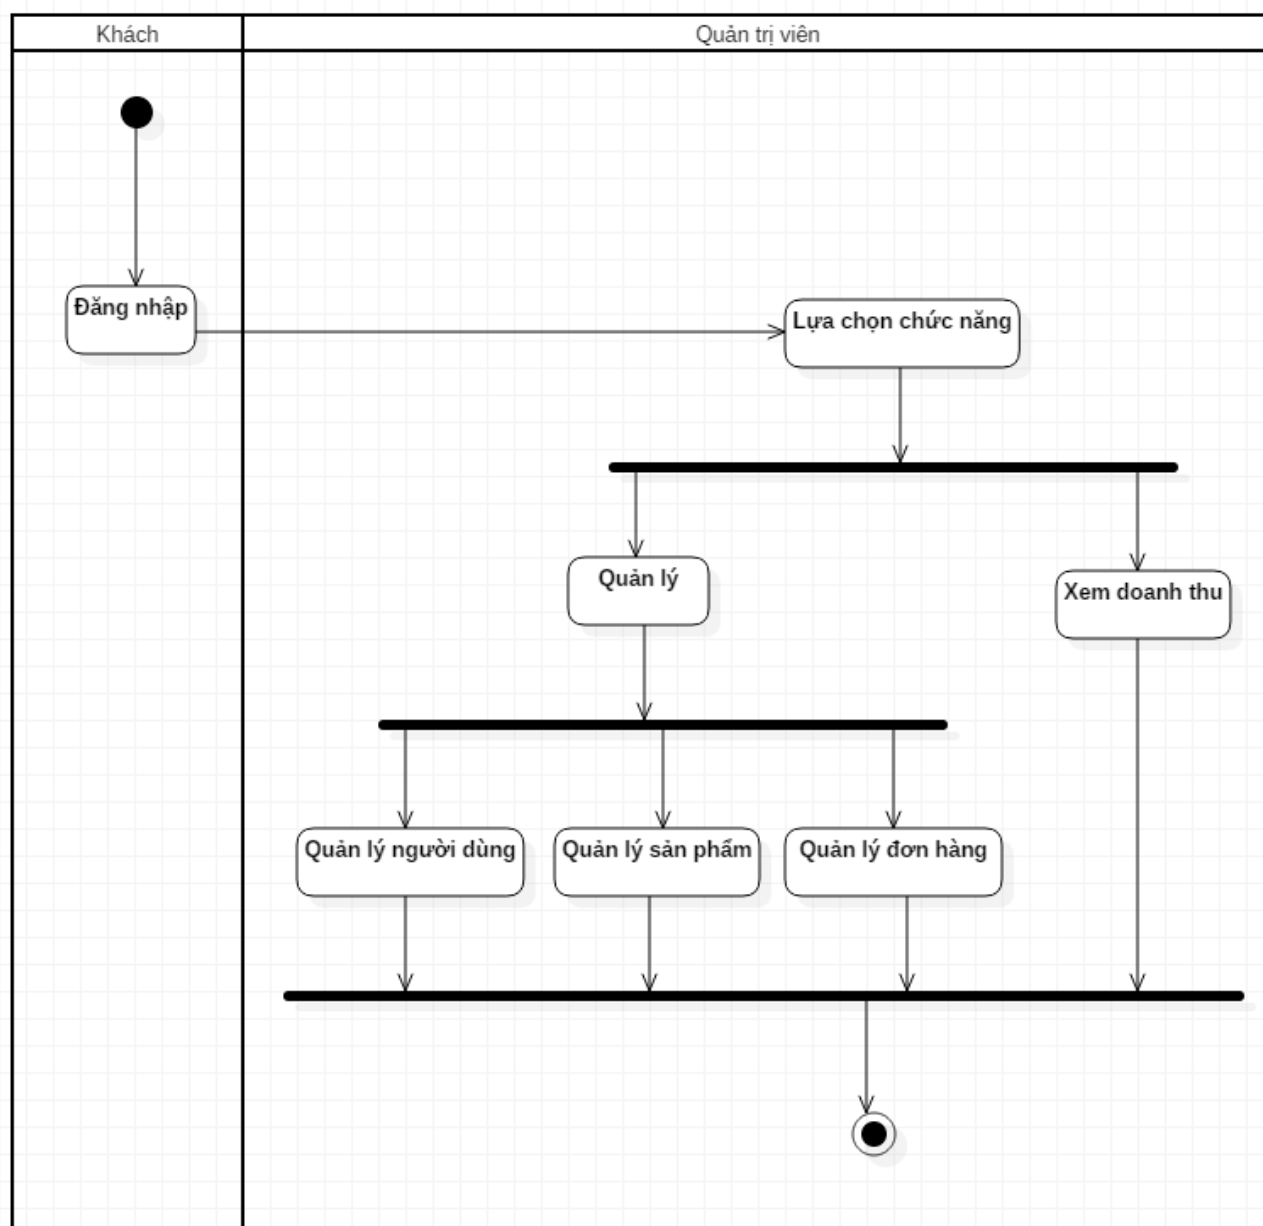 Khách
Quản trị viên
Đăng nhập
Lựa chọn chức năng
Quản lý
Xem doanh thu
Quản lý người dùng
Quản lý sản phẩm
Quản lý đơn hàng